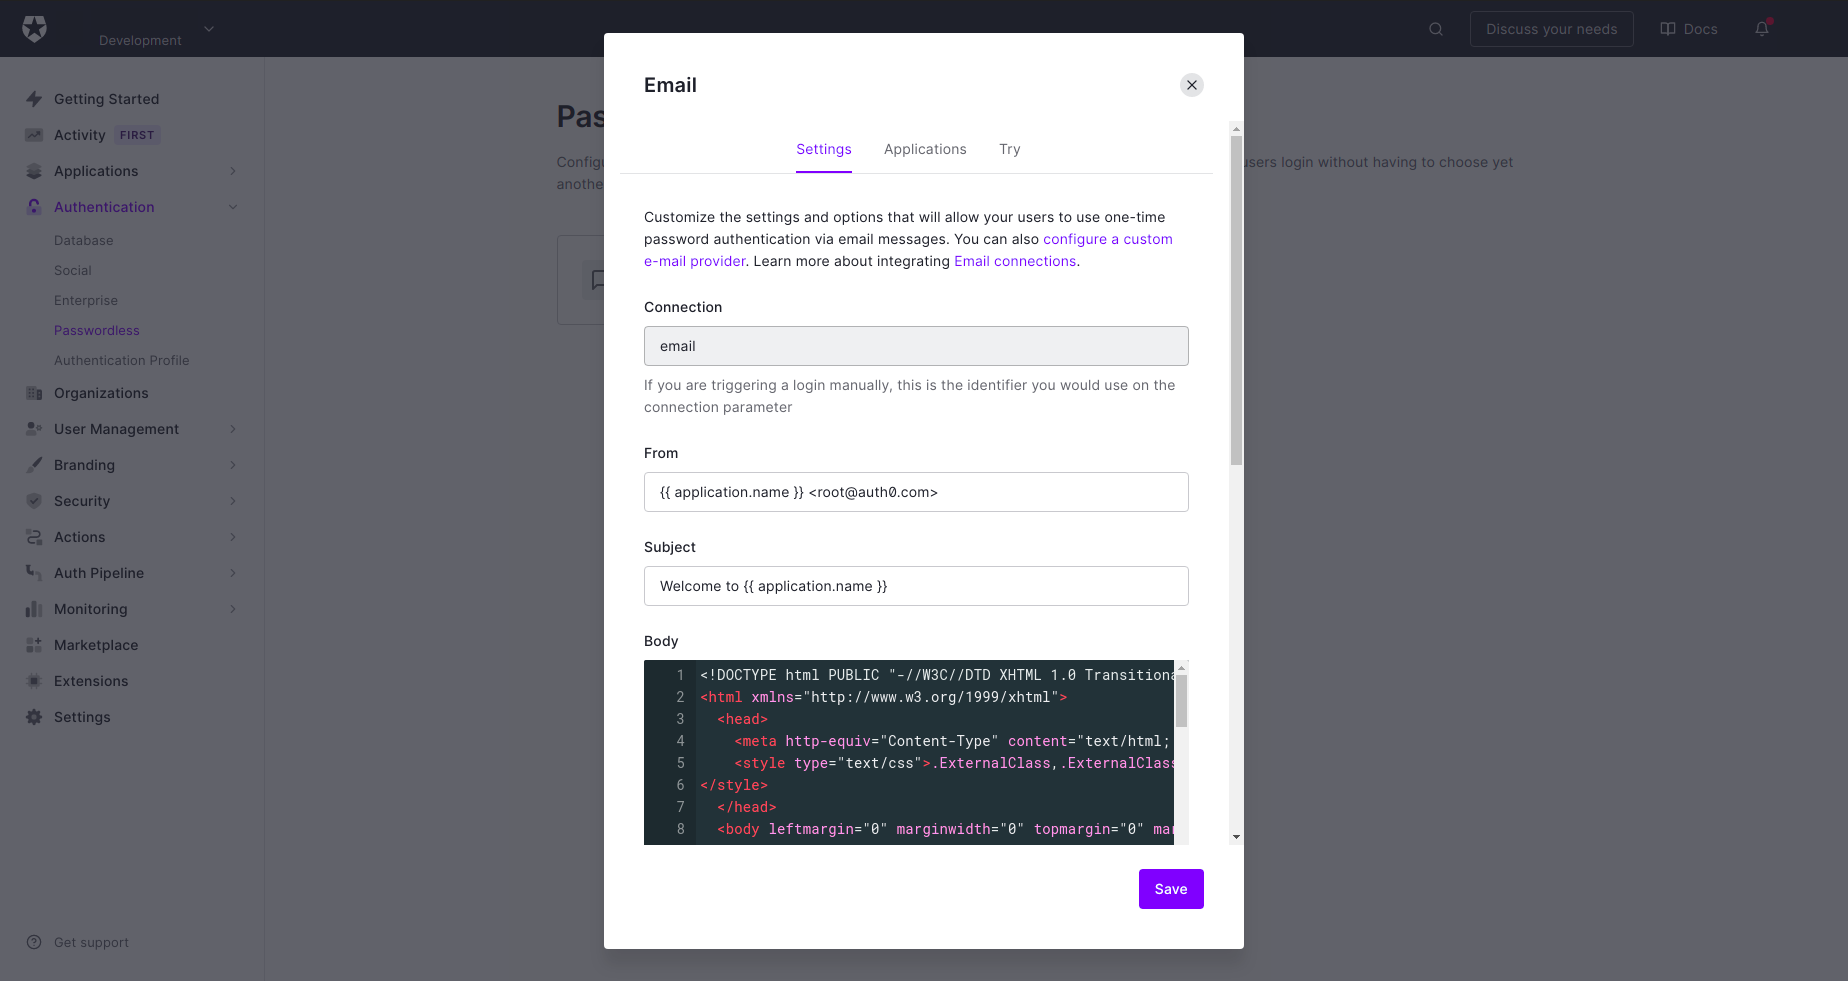 Development
Discuss your needs
Docs
Getting Started
Activity FIRST
Applications
Authentication
Database
Social
Enterprise
Passwordless
Authentication Profile
Organizations
User Management
Branding
Security
Actions
Auth Pipeline
Monitoring
Marketplace
Extensions
Settings
Get support
users login without having to choose yet
Email
Settings Applications Try
Customize the settings and options that will allow your users to use one-time
password authentication via email messages. You can also configure a custom
e-mail provider. Learn more about integrating Email connections.
Connection
email
If you are triggering a login manually, this is the identifier you would use on the
connection parameter
From
{{ application.name }} <root@auth0.com>
Subject
Welcome to {{ application.name }}
Body
1 <!DOCTYPE html PUBLIC "-//W3C//DTD XHTML 1.0 Transitiona
2 <html xmlns="http://www.w3.org/1999/xhtml">
3 <head>
4 <meta http-equiv="Content-Type" content="text/html;
5 <style type="text/css">.ExternalClass,.ExternalClass
6 </style>
7 </head>
8 <body leftmargin="0" marginwidth="0" topmargin="0" mar
Save